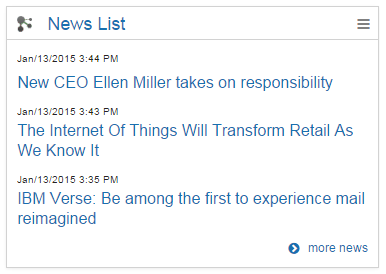 News List
Jan/13/2015 3:44 PM
New CEO Ellen Miller takes on responsibility
Jan/13/2015 3:43 PM
The Internet Of Things Will Transform Retail As
We Know It
Jan/13/2015 3:35 PM
IBM Verse: Be among the first to experience mail
reimagined
more news